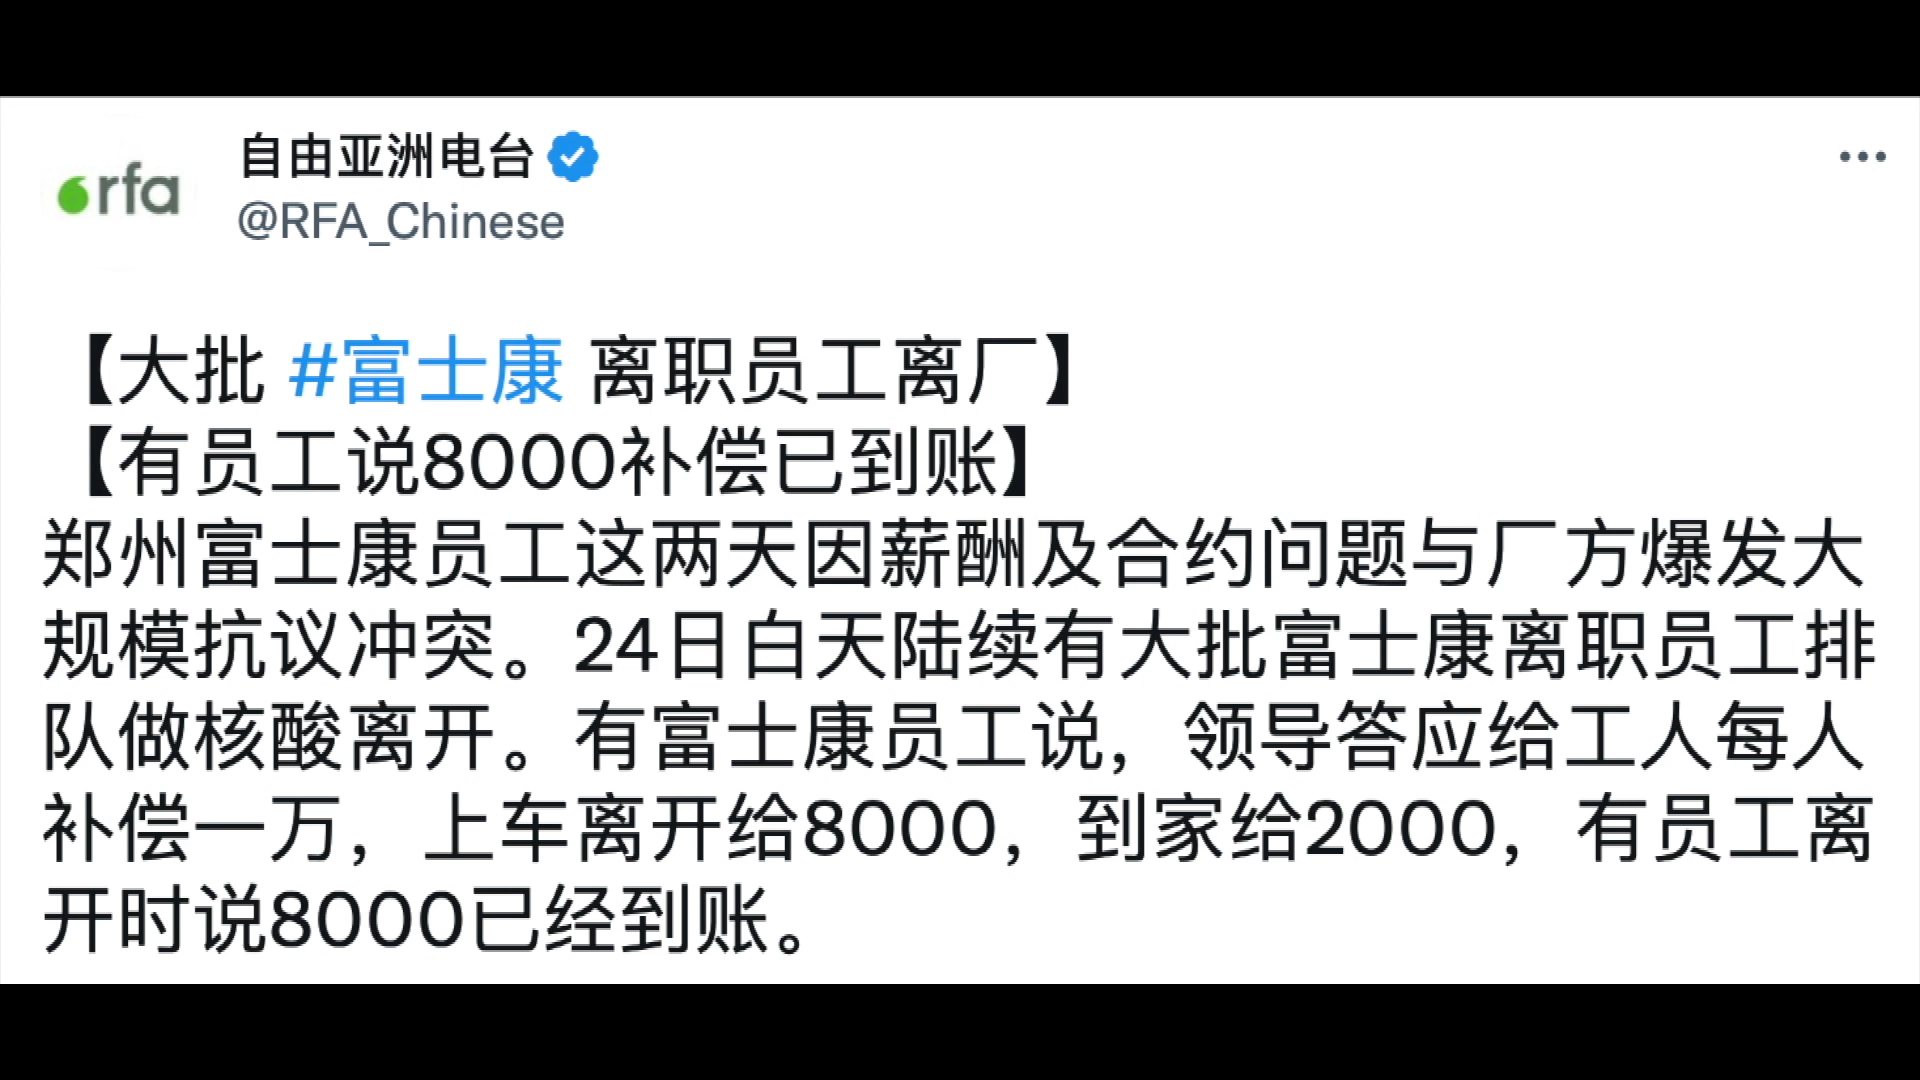 rfa
自由亚洲电台
@RFA_Chinese
【大批 #富士康 离职员工离厂】
【有员工说8000补偿已到账】
郑州富士康员工这两天因薪酬及合约问题与厂方爆发大
规模抗议冲突。24日白天陆续有大批富士康离职员工排
队做核酸离开。有富士康员工说，领导答应给工人每人
补偿一万，上车离开给8000，到家给2000，有员工离
开时说8000已经到账。